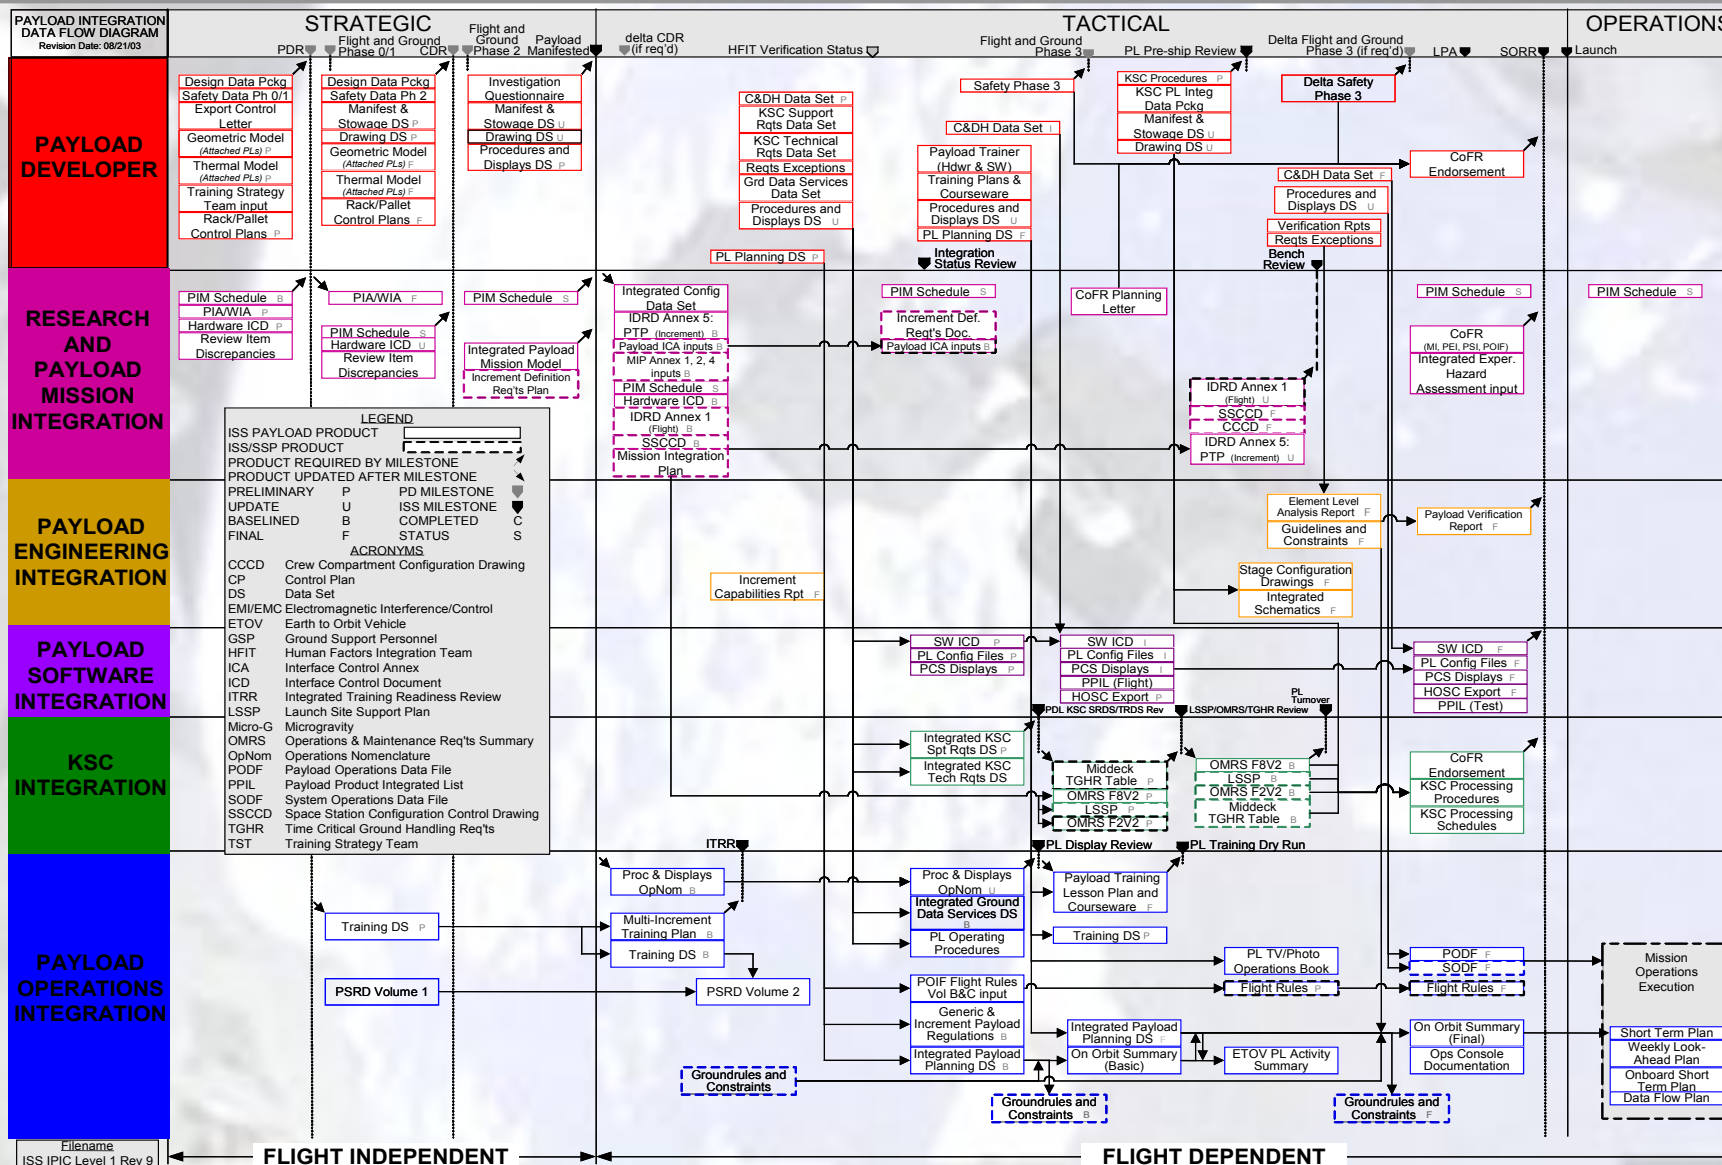 PAYLOAD INTEGRATION
DATA FLOW DIAGRAM
Revision Date: 08/21/03
STRATEGIC
TACTICAL
OPERATIONS
PDR
Flight and Ground
Phase 0/1
CDR
Flight and
Ground
Phase 2
Payload
Manifested
delta CDR
(if req'd)
HFIT Verification Status
Flight and Ground
Phase 3
PL Pre-ship Review
Delta Flight and Ground
Phase 3 (if req'd)
LPA
SORR
Launch
PAYLOAD
DEVELOPER
Design Data Pckg
Safety Data Ph 0/1
Export Control
Letter
Geometric Model
(Attached PLs) P
Thermal Model
(Attached PLs) P
Training Strategy
Team input
Rack/Pallet
Control Plans P
Design Data Pckg
Safety Data Ph 2
Manifest &
Stowage DS P
Drawing DS P
Geometric Model
(Attached PLs) F
Thermal Model
(Attached PLs) F
Rack/Pallet
Control Plans F
Investigation
Questionnaire
Manifest &
Stowage DS U
Drawing DS U
Procedures and
Displays DS P
C&DH Data Set P
KSC Support
Rqts Data Set
KSC Technical
Rqts Data Set
Reqts Exceptions
Grd Data Services
Data Set
Procedures and
Displays DS U
PL Planning DS P
Safety Phase 3
C&DH Data Set I
Payload Trainer
(Hdwr & SW)
Training Plans &
Courseware
Procedures and
Displays DS U
PL Planning DS F
Integration
Status Review
KSC Procedures P
KSC PL Integ
Data Pckg
Manifest &
Stowage DS U
Drawing DS U
Delta Safety
Phase 3
C&DH Data Set F
Procedures and
Displays DS U
Verification Rpts
Reqts Exceptions
Bench
Review
CoFR
Endorsement
RESEARCH
AND
PAYLOAD
MISSION
INTEGRATION
PIM Schedule B
PIA/WIA P
Hardware ICD P
Review Item
Discrepancies
PIA/WIA F
PIM Schedule S
Hardware ICD U
Review Item
Discrepancies
PIM Schedule S
Integrated Payload
Mission Model
Increment Definition
Req'ts Plan
Integrated Config
Data Set
IDRD Annex 5:
PTP (Increment) B
Payload ICA inputs B
MIP Annex 1, 2, 4
inputs B
PIM Schedule S
Hardware ICD B
IDRD Annex 1
(Flight) B
SSCCD B
Mission Integration
Plan
PIM Schedule S
Increment Def.
Reqt's Doc.
Payload ICA inputs B
CoFR Planning
Letter
IDRD Annex 1
(Flight) U
SSCCD F
CCCD F
IDRD Annex 5:
PTP (Increment) U
PIM Schedule S
CoFR
(MI, PEI, PSI, POIF)
Integrated Exper.
Hazard
Assessment input
PIM Schedule S
LEGEND
ISS PAYLOAD PRODUCT
ISS/SSP PRODUCT
PRODUCT REQUIRED BY MILESTONE
PRODUCT UPDATED AFTER MILESTONE
PRELIMINARY P PD MILESTONE
UPDATE U ISS MILESTONE
BASELINED B COMPLETED C
FINAL F STATUS S
ACRONYMS
CCCD Crew Compartment Configuration Drawing
CP Control Plan
DS Data Set
EMI/EMC Electromagnetic Interference/Control
ETOV Earth to Orbit Vehicle
GSP Ground Support Personnel
HFIT Human Factors Integration Team
ICA Interface Control Annex
ICD Interface Control Document
ITRR Integrated Training Readiness Review
LSSP Launch Site Support Plan
Micro-G Microgravity
OMRS Operations & Maintenance Req'ts Summary
OpNom Operations Nomenclature
PODF Payload Operations Data File
PPIL Payload Product Integrated List
SODF System Operations Data File
SSCCD Space Station Configuration Control Drawing
TGHR Time Critical Ground Handling Req'ts
TST Training Strategy Team
PAYLOAD
ENGINEERING
INTEGRATION
Increment
Capabilities Rpt F
Element Level
Analysis Report F
Guidelines and
Constraints F
Stage Configuration
Drawings F
Integrated
Schematics F
Payload Verification
Report F
PAYLOAD
SOFTWARE
INTEGRATION
SW ICD P
PL Config Files P
PCS Displays P
SW ICD I
PL Config Files I
PCS Displays I
PPIL (Flight)
HOSC Export P
SW ICD F
PL Config Files F
PCS Displays F
HOSC Export F
PPIL (Test)
KSC
INTEGRATION
PDL KSC SRDS/TRDS Rev
LSSP/OMRS/TGHR Review
PL
Turnover
Integrated KSC
Spt Rqts DS P
Integrated KSC
Tech Rqts DS
Middeck
TGHR Table P
OMRS F8V2 P
LSSP P
OMRS F2V2 P
OMRS F8V2 B
LSSP B
OMRS F2V2 B
Middeck
TGHR Table B
CoFR
Endorsement
KSC Processing
Procedures
KSC Processing
Schedules
PAYLOAD
OPERATIONS
INTEGRATION
ITRR
PL Display Review
PL Training Dry Run
Training DS P
PSRD Volume 1
Proc & Displays
OpNom B
Multi-Increment
Training Plan B
Training DS B
PSRD Volume 2
Groundrules and
Constraints
Proc & Displays
OpNom U
Integrated Ground
Data Services DS
B
PL Operating
Procedures
POIF Flight Rules
Vol B&C input
Generic &
Increment Payload
Regulations B
Integrated Payload
Planning DS B
Groundrules and
Constraints B
Payload Training
Lesson Plan and
Courseware F
Training DS P
Integrated Payload
Planning DS F
On Orbit Summary
(Basic)
PL TV/Photo
Operations Book
Flight Rules P
ETOV PL Activity
Summary
Groundrules and
Constraints F
PODF F
SODF F
Flight Rules F
On Orbit Summary
(Final)
Ops Console
Documentation
Mission
Operations
Execution
Short Term Plan
Weekly Look-
Ahead Plan
Onboard Short
Term Plan
Data Flow Plan
Filename
ISS IPIC Level 1 Rev 9
FLIGHT INDEPENDENT
FLIGHT DEPENDENT